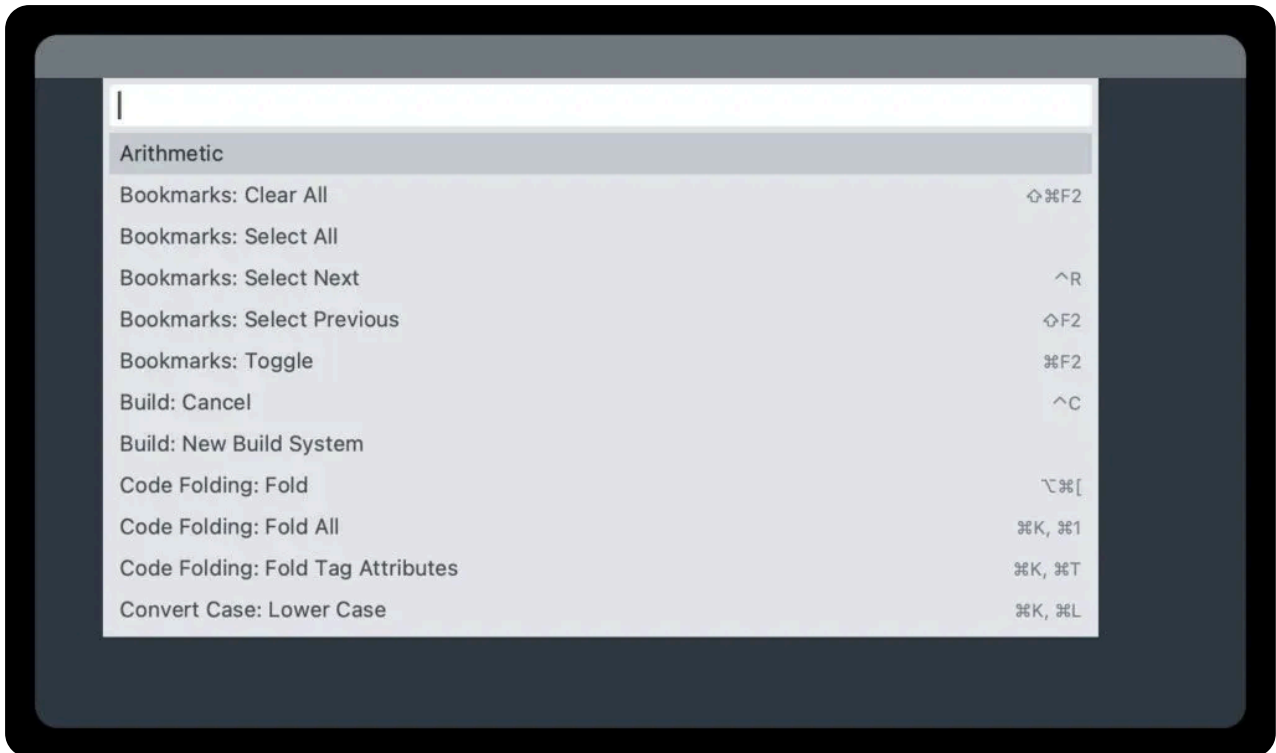 Arithmetic
Bookmarks: Clear All ⇧⌘F2
Bookmarks: Select All
Bookmarks: Select Next ^R
Bookmarks: Select Previous ⇧F2
Bookmarks: Toggle ⌘F2
Build: Cancel ^C
Build: New Build System
Code Folding: Fold ⌥⌘[
Code Folding: Fold All ⌘K, ⌘1
Code Folding: Fold Tag Attributes ⌘K, ⌘T
Convert Case: Lower Case ⌘K, ⌘L